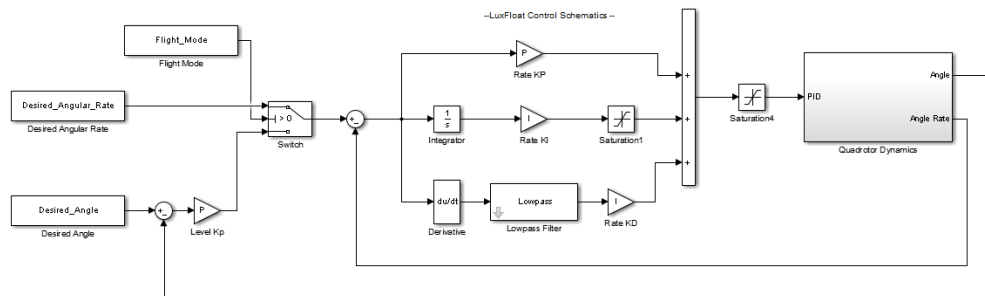 --LuxFloat Control Schematics --
Flight_Mode
Flight Mode
P
Rate KP
Desired_Angular_Rate
Desired Angular Rate
> 0
Switch
+
-
1
s
Integrator
I
Rate KI
Saturation1
+
+
+
Saturation4
PID
Angle
Angle Rate
Quadrotor Dynamics
Desired_Angle
Desired Angle
+
-
P
Level Kp
du/dt
Derivative
Lowpass
Lowpass Filter
I
Rate KD